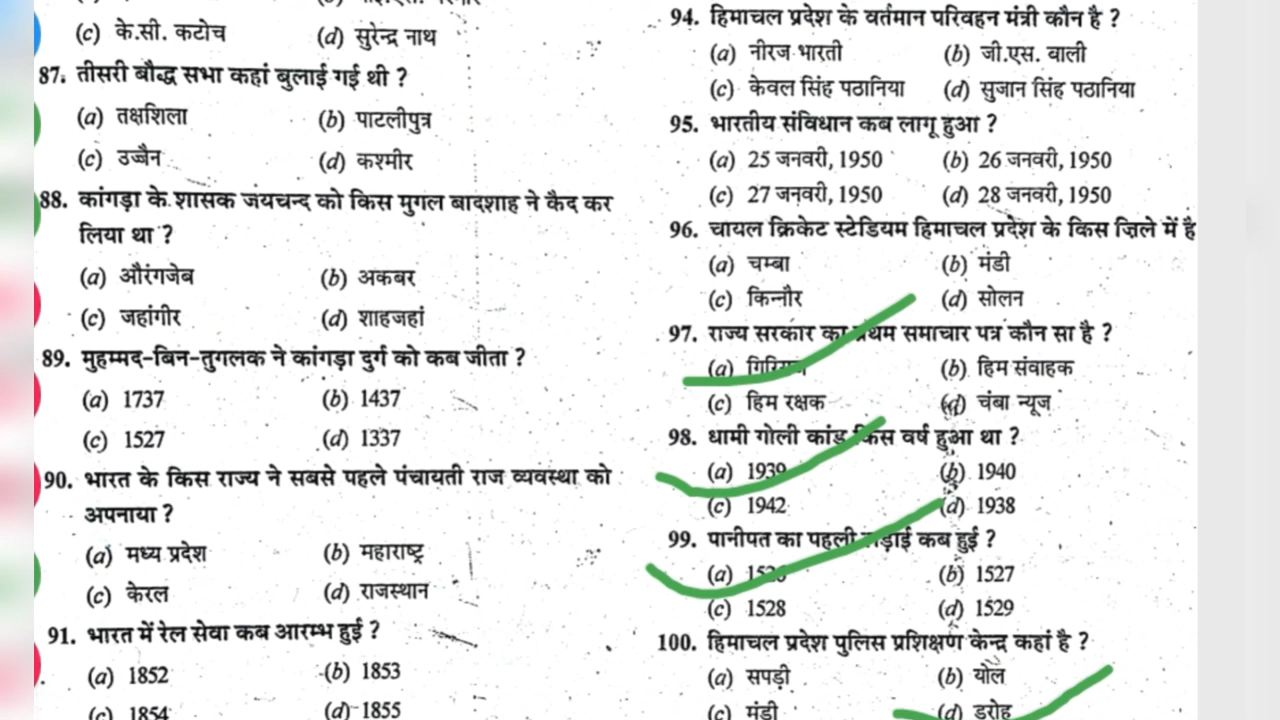 (c) के.सी. कटोच (d) सुरेन्द्र नाथ
87. तीसरी बौद्ध सभा कहां बुलाई गई थी ?
(a) तक्षशिला (b) पाटलीपुत्र
(c) उज्जैन (d) कश्मीर
88. कांगड़ा के शासक जयचन्द को किस मुगल बादशाह ने कैद कर
लिया था ?
(a) औरंगजेब (b) अकबर
(c) जहांगीर (d) शाहजहां
89. मुहम्मद-बिन-तुगलक ने कांगड़ा दुर्ग को कब जीता ?
(a) 1737 (b) 1437
(c) 1527 (d) 1337
90. भारत के किस राज्य ने सबसे पहले पंचायती राज व्यवस्था को
अपनाया ?
(a) मध्य प्रदेश (b) महाराष्ट्र
(c) केरल (d) राजस्थान
91. भारत में रेल सेवा कब आरम्भ हुई ?
(a) 1852 (b) 1853
(c) 1854 (d) 1855
94. हिमाचल प्रदेश के वर्तमान परिवहन मंत्री कौन है ?
(a) नीरज भारती (b) जी.एस. वाली
(c) केवल सिंह पठानिया (d) सुजान सिंह पठानिया
95. भारतीय संविधान कब लागू हुआ ?
(a) 25 जनवरी, 1950 (b) 26 जनवरी, 1950
(c) 27 जनवरी, 1950 (d) 28 जनवरी, 1950
96. चायल क्रिकेट स्टेडियम हिमाचल प्रदेश के किस ज़िले में है
(a) चम्बा (b) मंडी
(c) किन्नौर (d) सोलन
97. राज्य सरकार का प्रथम समाचार पत्र कौन सा है ?
(a) (b) हिम संवाहक
(c) हिम रक्षक (d) चंबा न्यूज
98. धामी गोली कांड किस वर्ष हुआ था ?
(a) 1939 (b) 1940
(c) 1942 (d) 1938
99. पानीपत का पहली लड़ाई कब हुई ?
(a) 1526 (b) 1527
(c) 1528 (d) 1529
100. हिमाचल प्रदेश पुलिस प्रशिक्षण केन्द्र कहां है ?
(a) सपड़ी (b) योल
(c) मंडी (d) डरोह